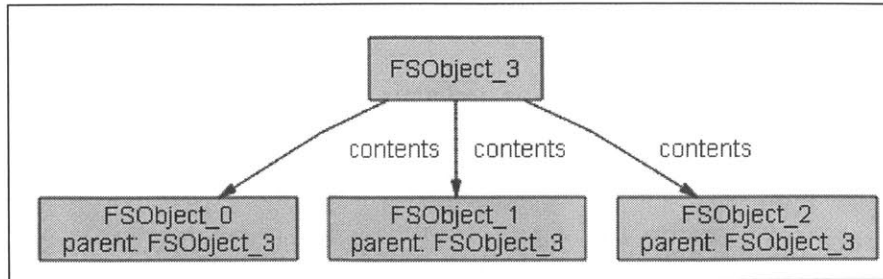 FSObject_3
contents contents contents
FSObject_0 FSObject_1 FSObject_2
parent: FSObject_3 parent: FSObject_3 parent: FSObject_3